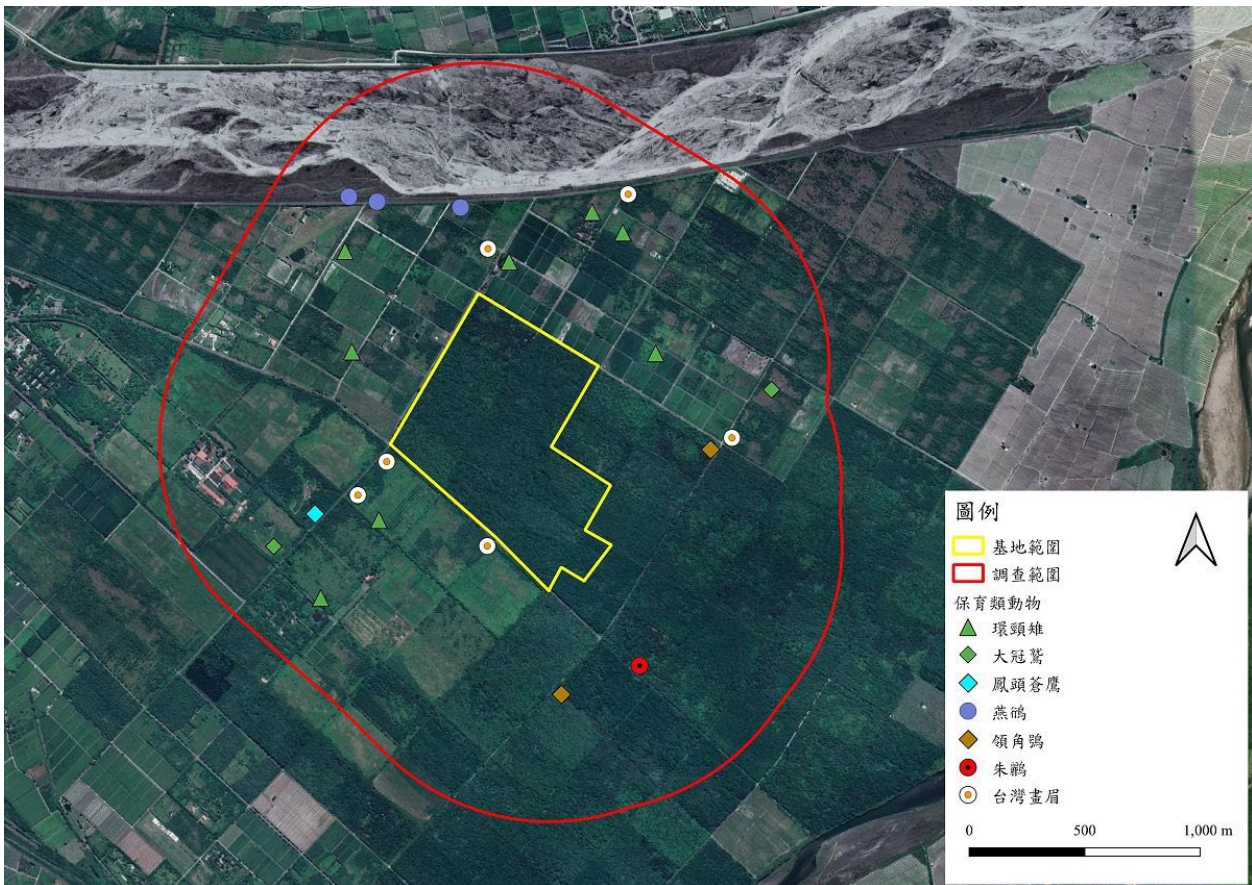 圖例
基地範圍
調查範圍
保育類動物
環頸雉
大冠鷲
鳳頭蒼鷹
燕鴴
領角鴞
朱鸝
台灣畫眉
0 500 1,000 m